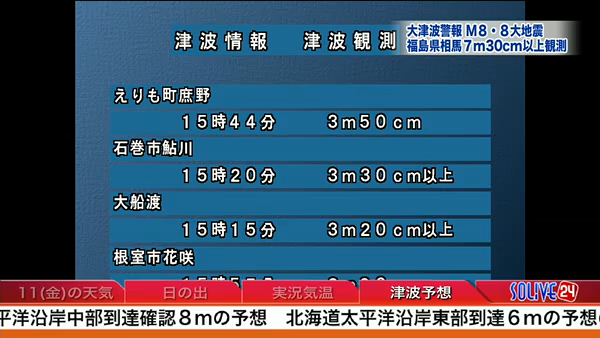 大津波警報 M8・8大地震
福島県相馬7m30cm以上観測
津波情報 津波観測
えりも町庶野
15時44分 3m50cm
石巻市鮎川
15時20分 3m30cm以上
大船渡
15時15分 3m20cm以上
根室市花咲
11(金)の天気 日の出 実況気温 津波予想 SOLiVE24
平洋沿岸中部到達確認8mの予想 北海道太平洋沿岸東部到達6mの予想